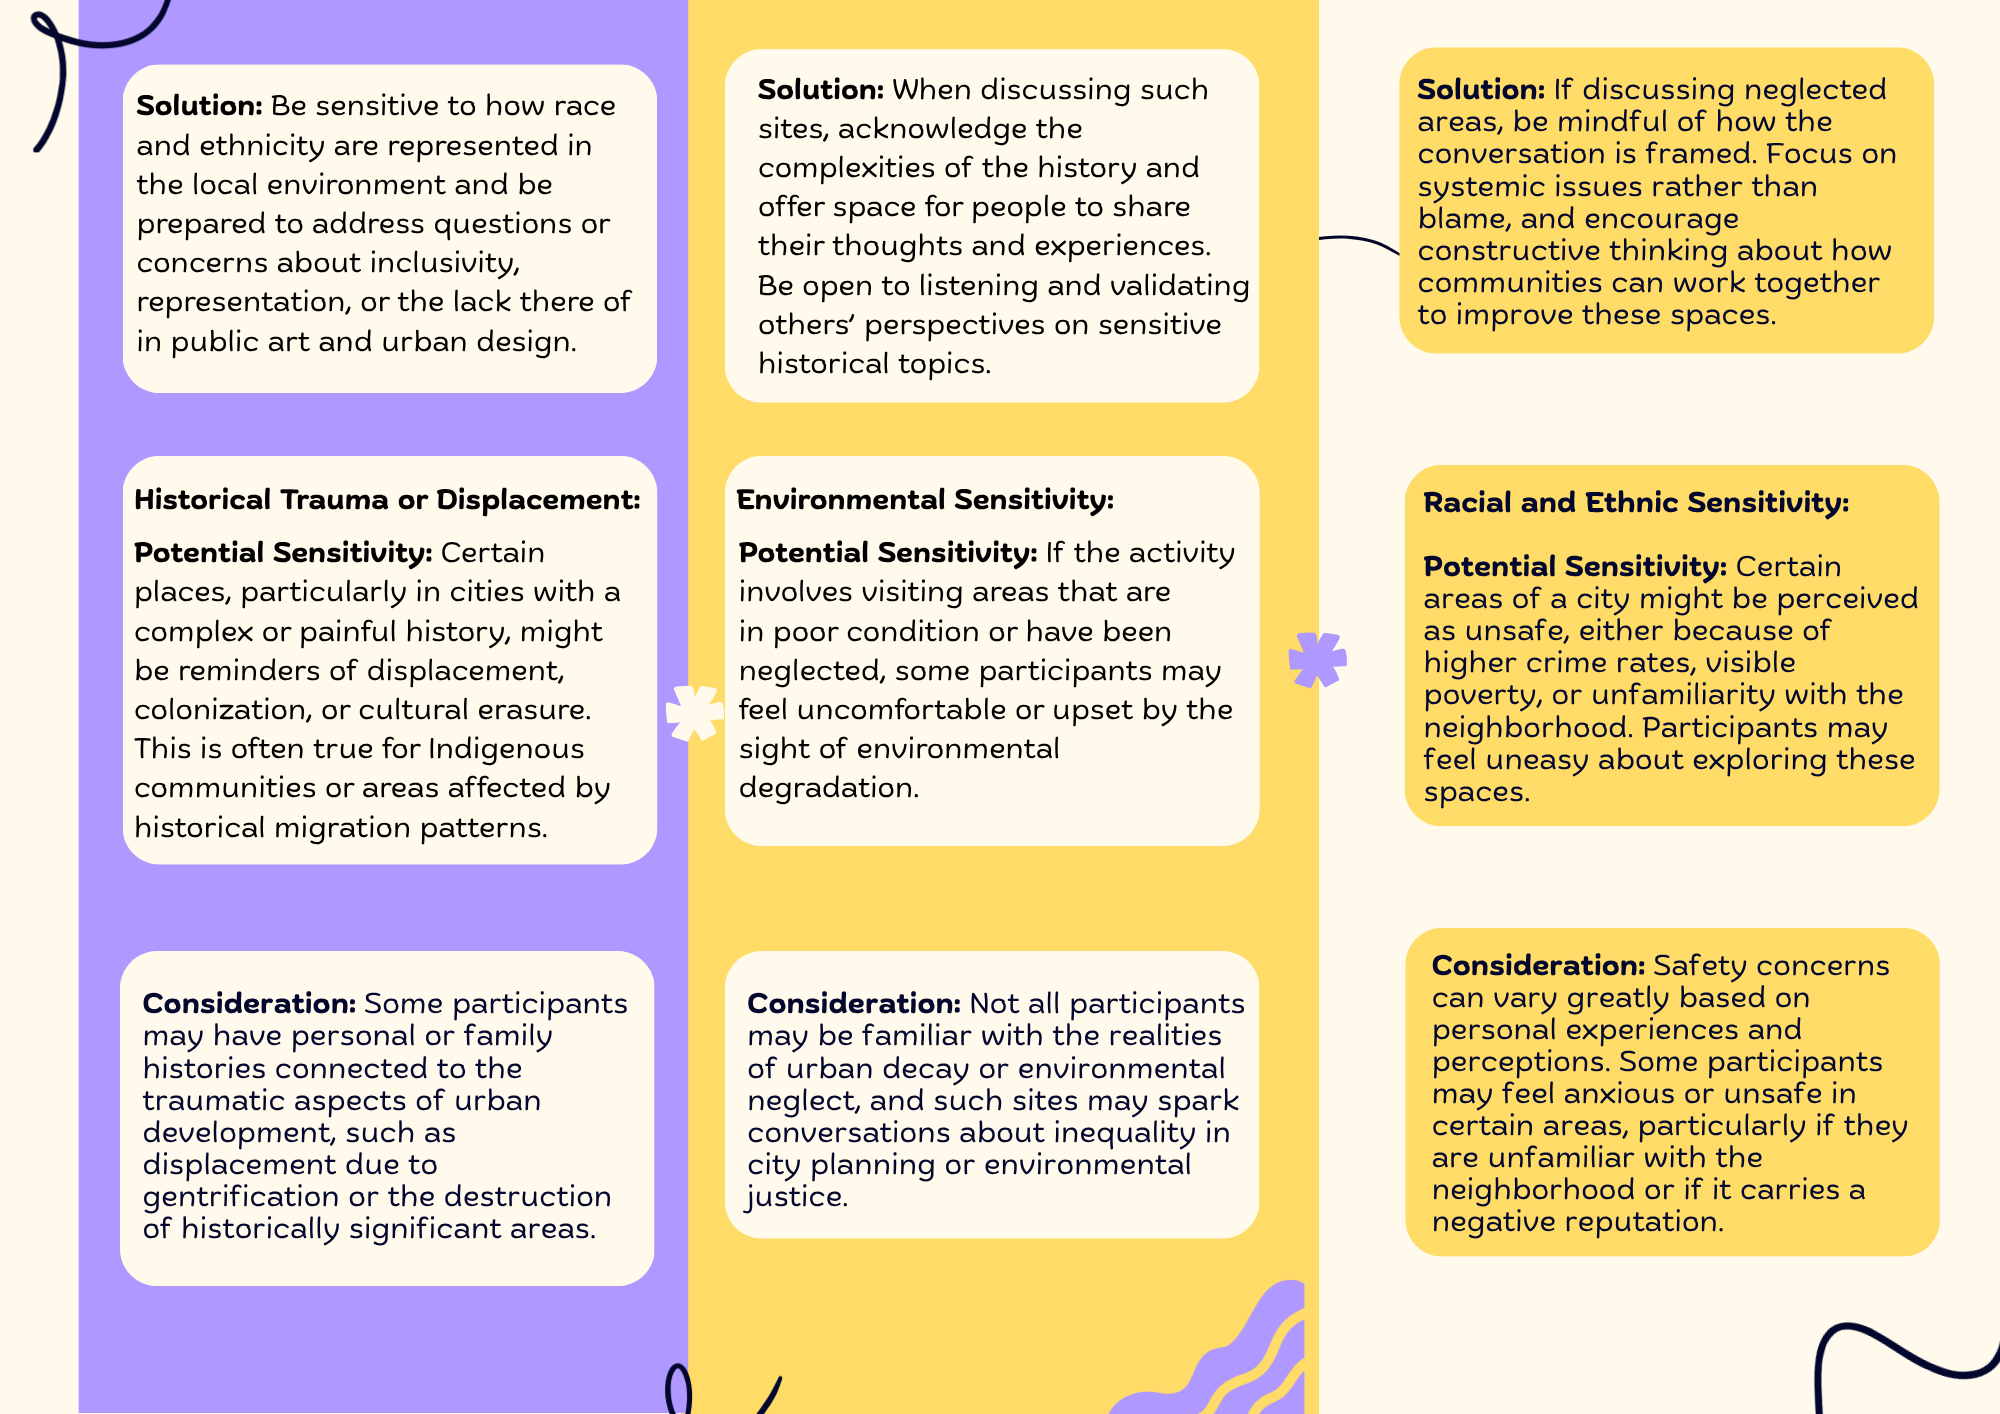 Solution: Be sensitive to how race
and ethnicity are represented in
the local environment and be
prepared to address questions or
concerns about inclusivity,
representation, or the lack there of
in public art and urban design.
Historical Trauma or Displacement:
Potential Sensitivity: Certain
places, particularly in cities with a
complex or painful history, might
be reminders of displacement,
colonization, or cultural erasure.
This is often true for Indigenous
communities or areas affected by
historical migration patterns.
Consideration: Some participants
may have personal or family
histories connected to the
traumatic aspects of urban
development, such as
displacement due to
gentrification or the destruction
of historically significant areas.
Solution: When discussing such
sites, acknowledge the
complexities of the history and
offer space for people to share
their thoughts and experiences.
Be open to listening and validating
others’ perspectives on sensitive
historical topics.
Environmental Sensitivity:
Potential Sensitivity: If the activity
involves visiting areas that are
in poor condition or have been
neglected, some participants may
feel uncomfortable or upset by the
sight of environmental
degradation.
Consideration: Not all participants
may be familiar with the realities
of urban decay or environmental
neglect, and such sites may spark
conversations about inequality in
city planning or environmental
justice.
Solution: If discussing neglected
areas, be mindful of how the
conversation is framed. Focus on
systemic issues rather than
blame, and encourage
constructive thinking about how
communities can work together
to improve these spaces.
Racial and Ethnic Sensitivity:
Potential Sensitivity: Certain
areas of a city might be perceived
as unsafe, either because of
higher crime rates, visible
poverty, or unfamiliarity with the
neighborhood. Participants may
feel uneasy about exploring these
spaces.
Consideration: Safety concerns
can vary greatly based on
personal experiences and
perceptions. Some participants
may feel anxious or unsafe in
certain areas, particularly if they
are unfamiliar with the
neighborhood or if it carries a
negative reputation.